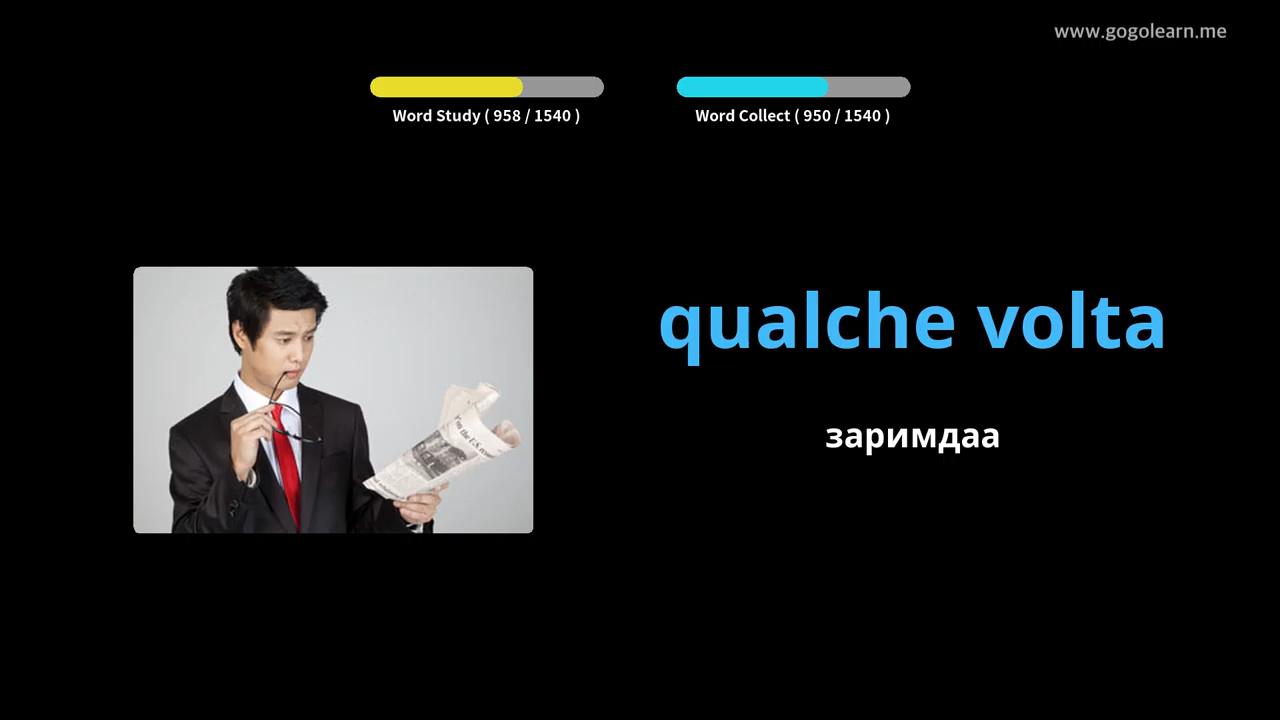 www.gogolearn.me
Word Study ( 958 / 1540 )
Word Collect ( 950 / 1540 )
qualche volta
заримдаа